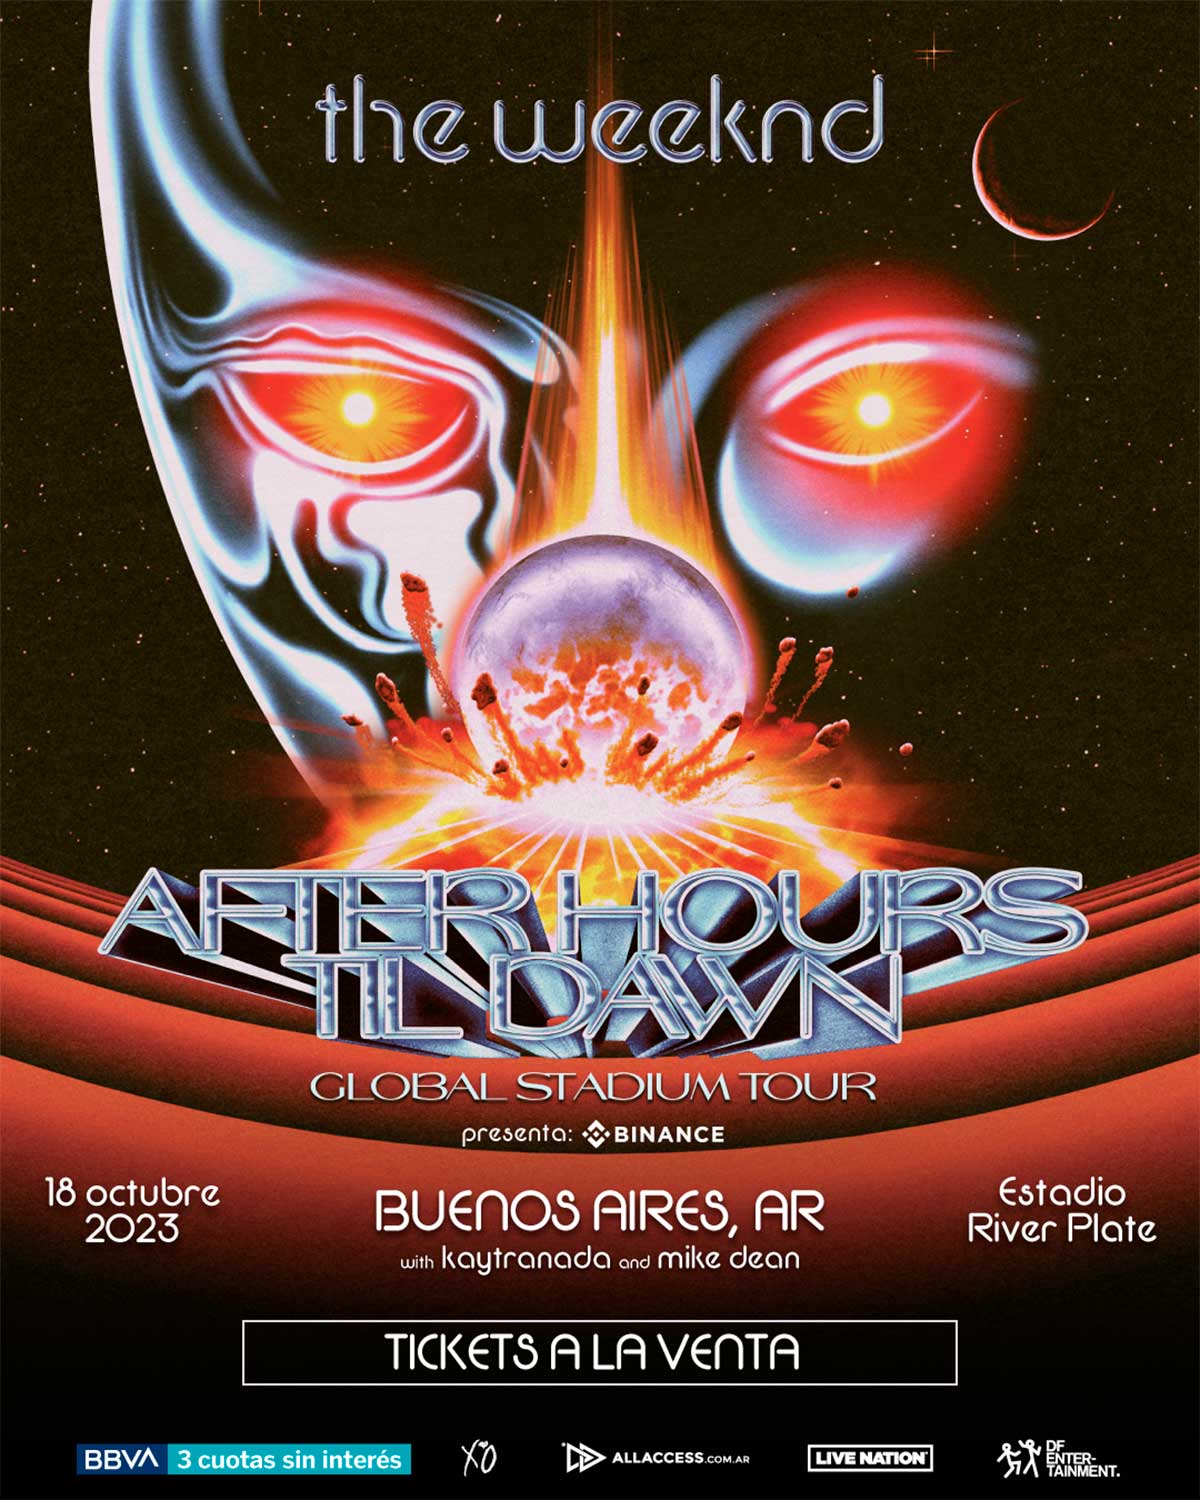 the weeknd
AFTER HOURS
TIL DAWN
GLOBAL STADIUM TOUR
presenta: BINANCE
18 octubre
2023
BUENOS AIRES, AR
with kaytranada and mike dean
Estadio
River Plate
TICKETS A LA VENTA
BBVA 3 cuotas sin interés
XO
ALLACCESS.COM.AR
LIVE NATION
DF
ENTER-
TAINMENT.